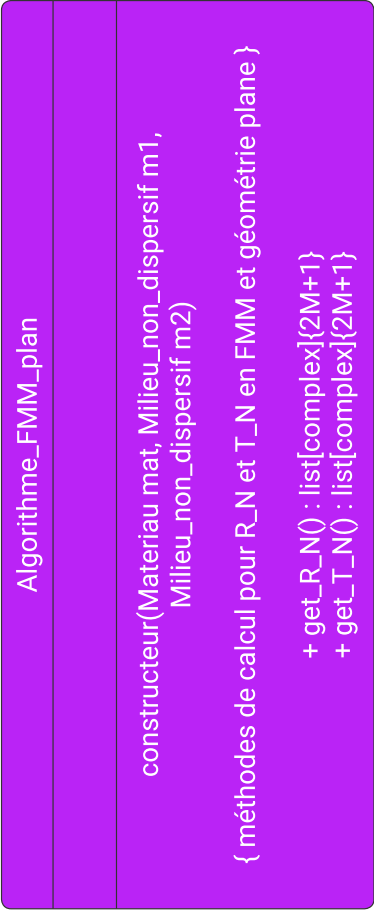 Algorithme_FMM_plan
constructeur(Materiau mat, Milieu_non_dispersif m1,
Milieu_non_dispersif m2)
{ méthodes de calcul pour R_N et T_N en FMM et géométrie plane }
+ get_R_N() : list[complex]{2M+1}
+ get_T_N() : list[complex]{2M+1}